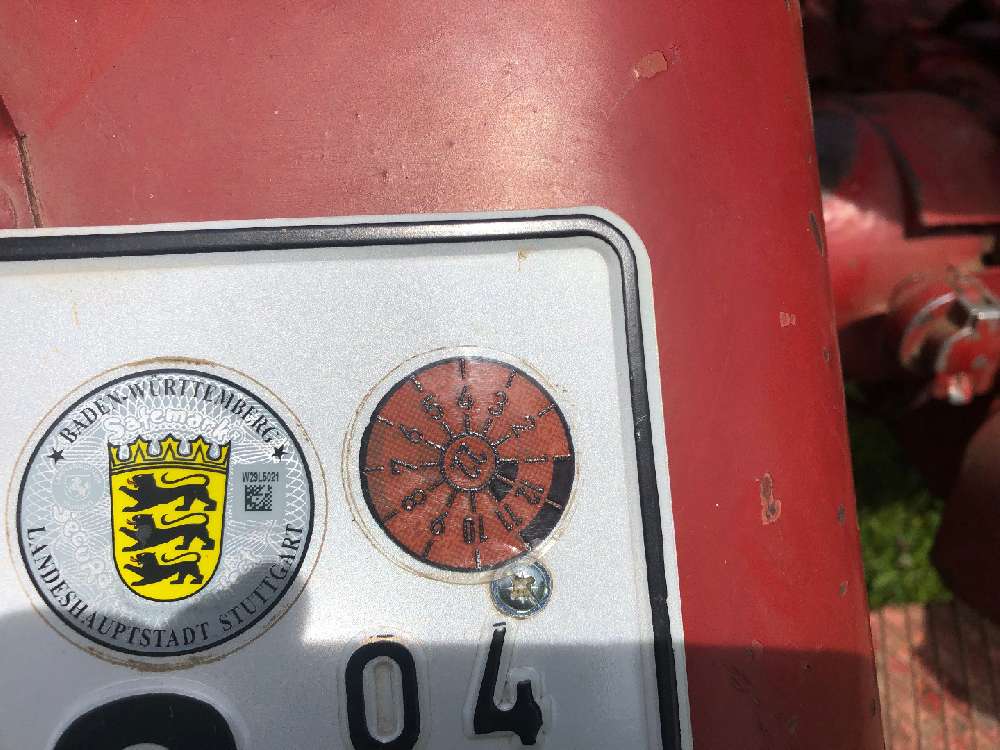 BADEN-WÜRTTEMBERG
Safemark
W29L5021
LANDESHAUPTSTADT STUTTGART
1 2 3 4 5 6 7 8 9 10 11 12
22
04